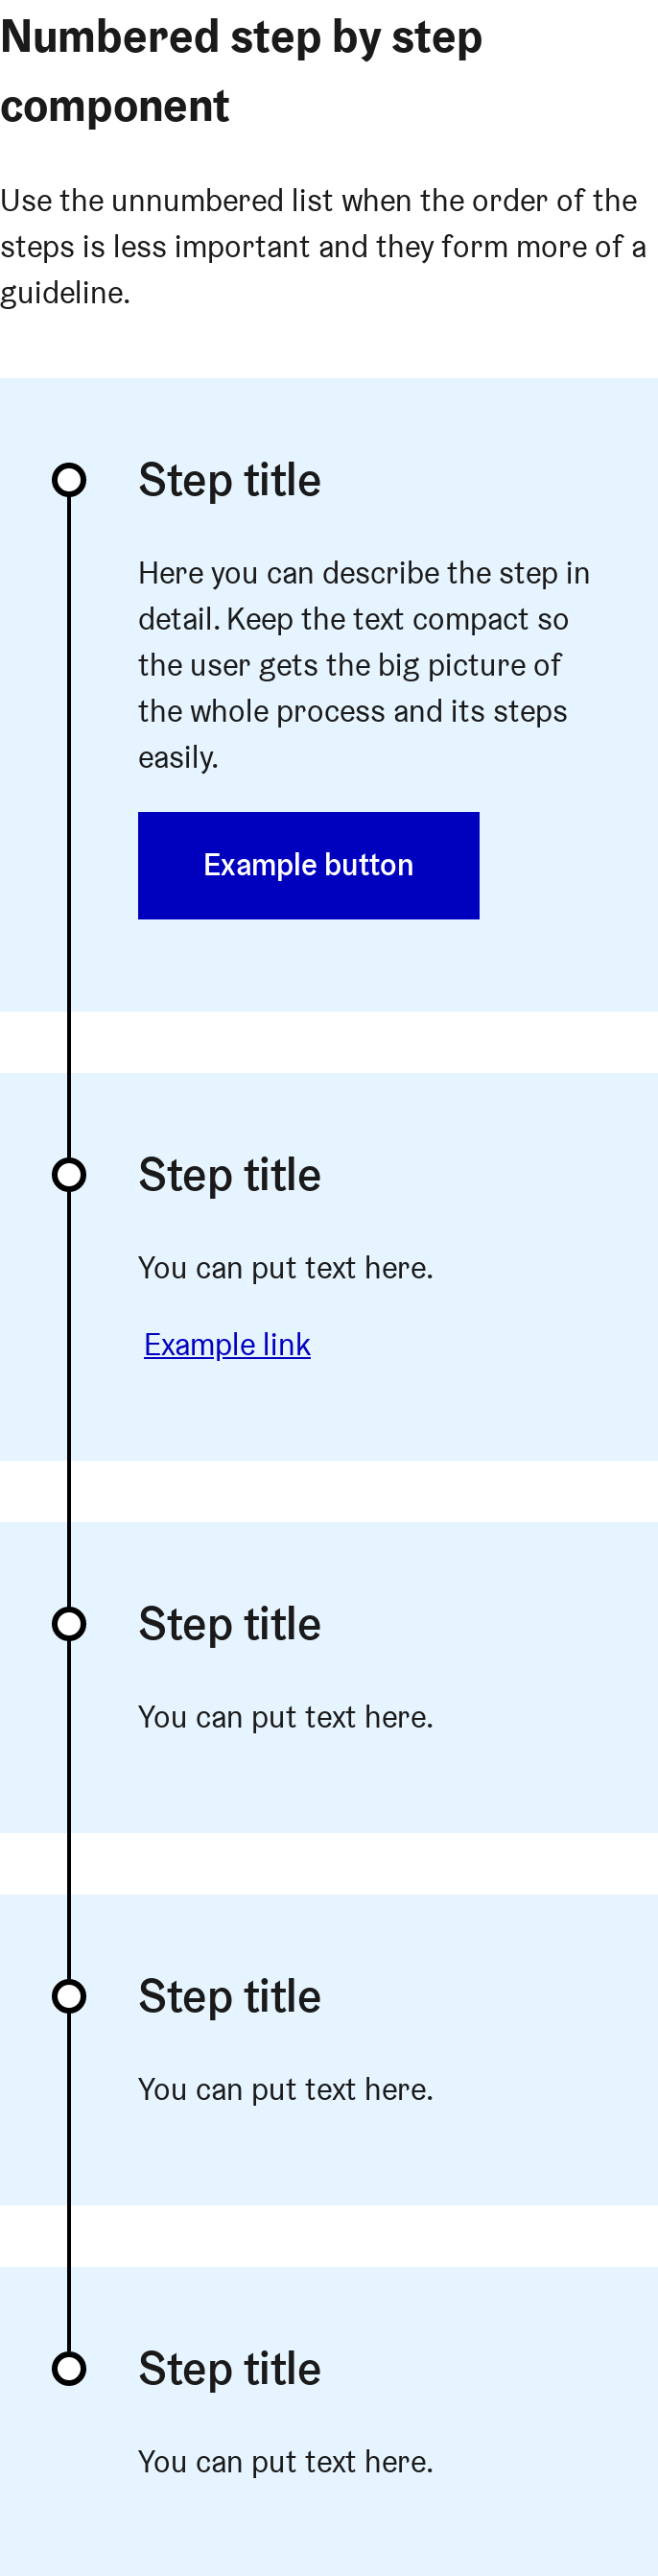 Numbered step by step
component
Use the unnumbered list when the order of the
steps is less important and they form more of a
guideline.
Step title
Here you can describe the step in
detail. Keep the text compact so
the user gets the big picture of
the whole process and its steps
easily.
Example button
Step title
You can put text here.
Example link
Step title
You can put text here.
Step title
You can put text here.
Step title
You can put text here.